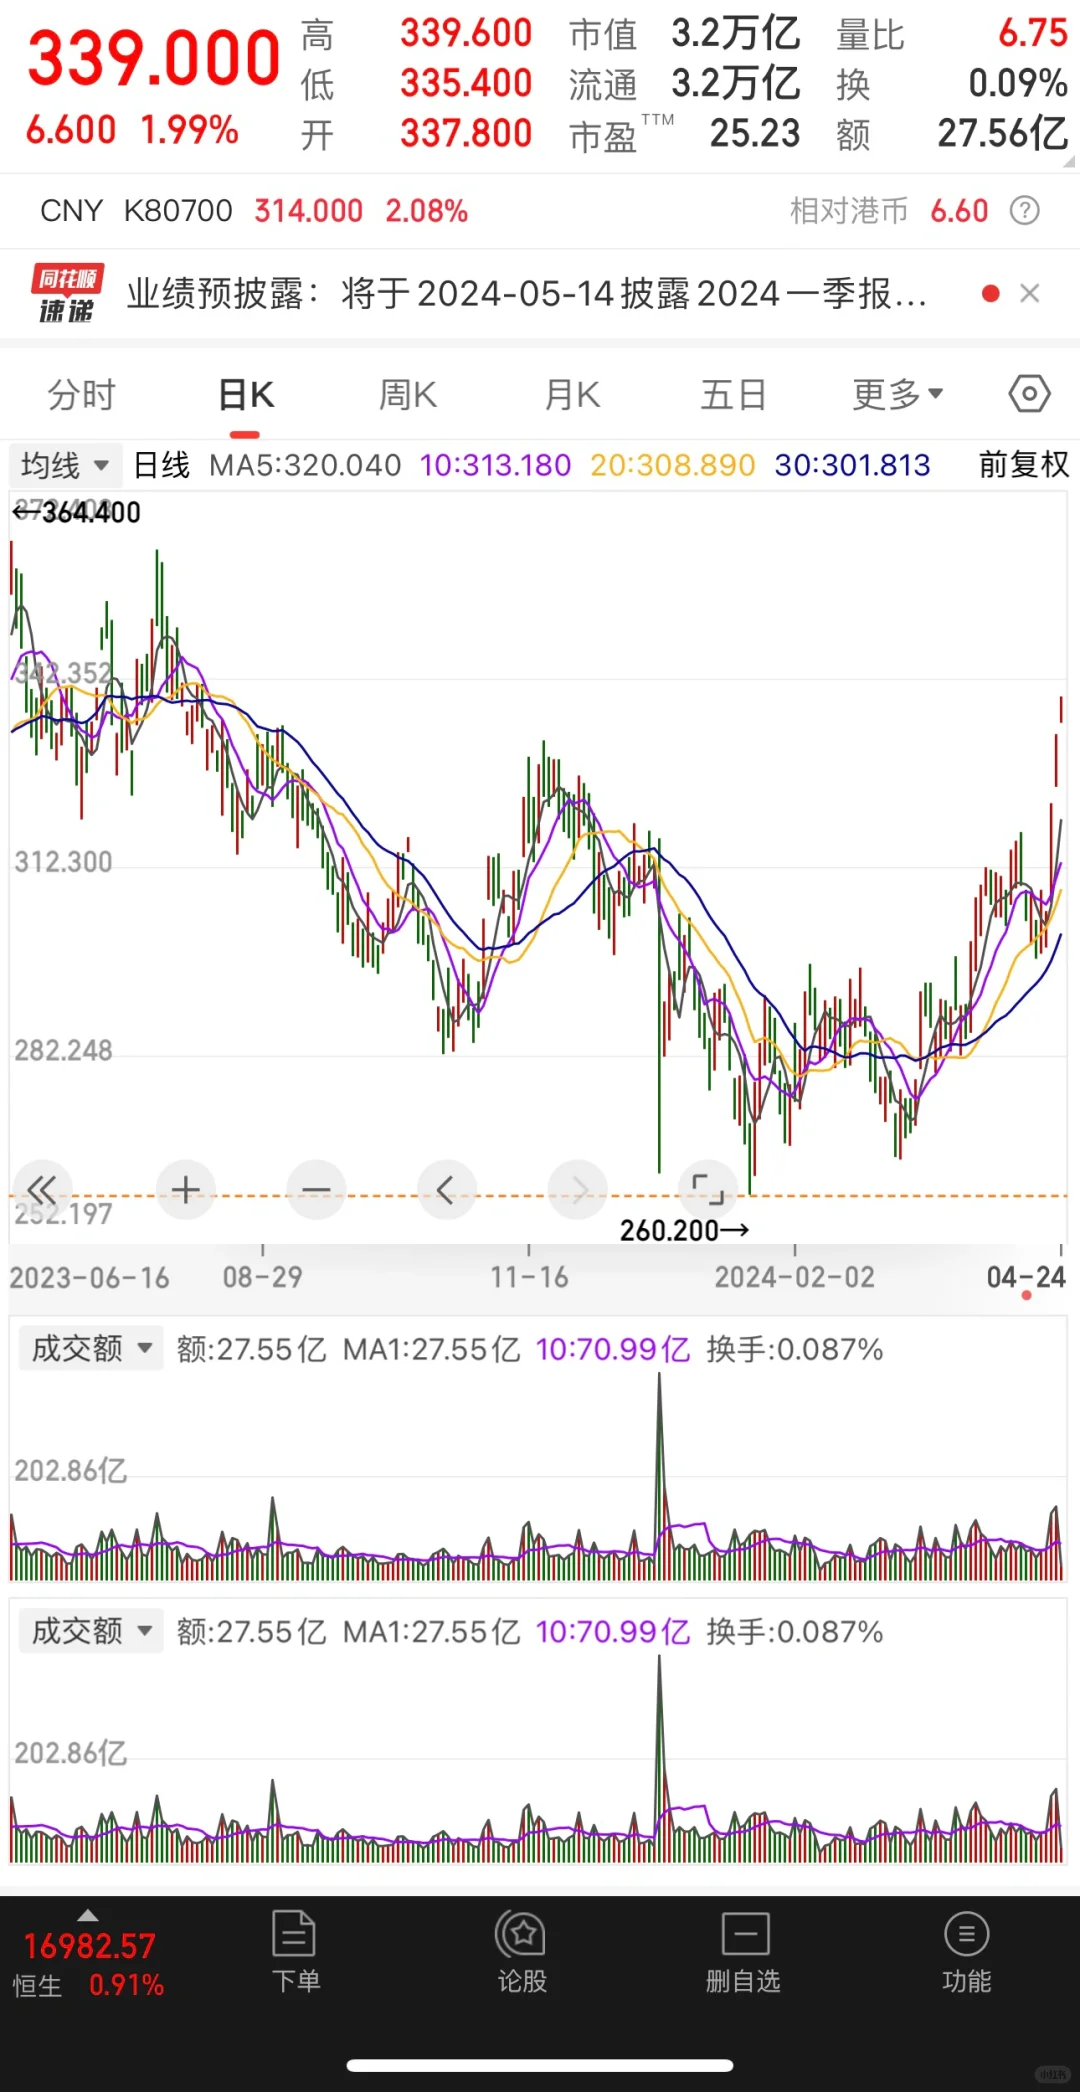 339.000 高 339.600 市值 3.2万亿 量比 6.75
低 335.400 流通 3.2万亿 换 0.09%
6.600 1.99% 开 337.800 市盈TTM 25.23 额 27.56亿
CNY K80700 314.000 2.08% 相对港币 6.60 ?
同花顺
速递
业绩预披露：将于2024-05-14披露2024一季报...
分时 日K 周K 月K 五日 更多
均线 日线 MA5:320.040 10:313.180 20:308.890 30:301.813 前复权
←364.400
342.352
312.300
282.248
252.197
260.200→
2023-06-16 08-29 11-16 2024-02-02 04-24
成交额 额:27.55亿 MA1:27.55亿 10:70.99亿 换手:0.087%
202.86亿
成交额 额:27.55亿 MA1:27.55亿 10:70.99亿 换手:0.087%
202.86亿
16982.57
恒生 0.91%
下单
论股
删自选
功能
小红书